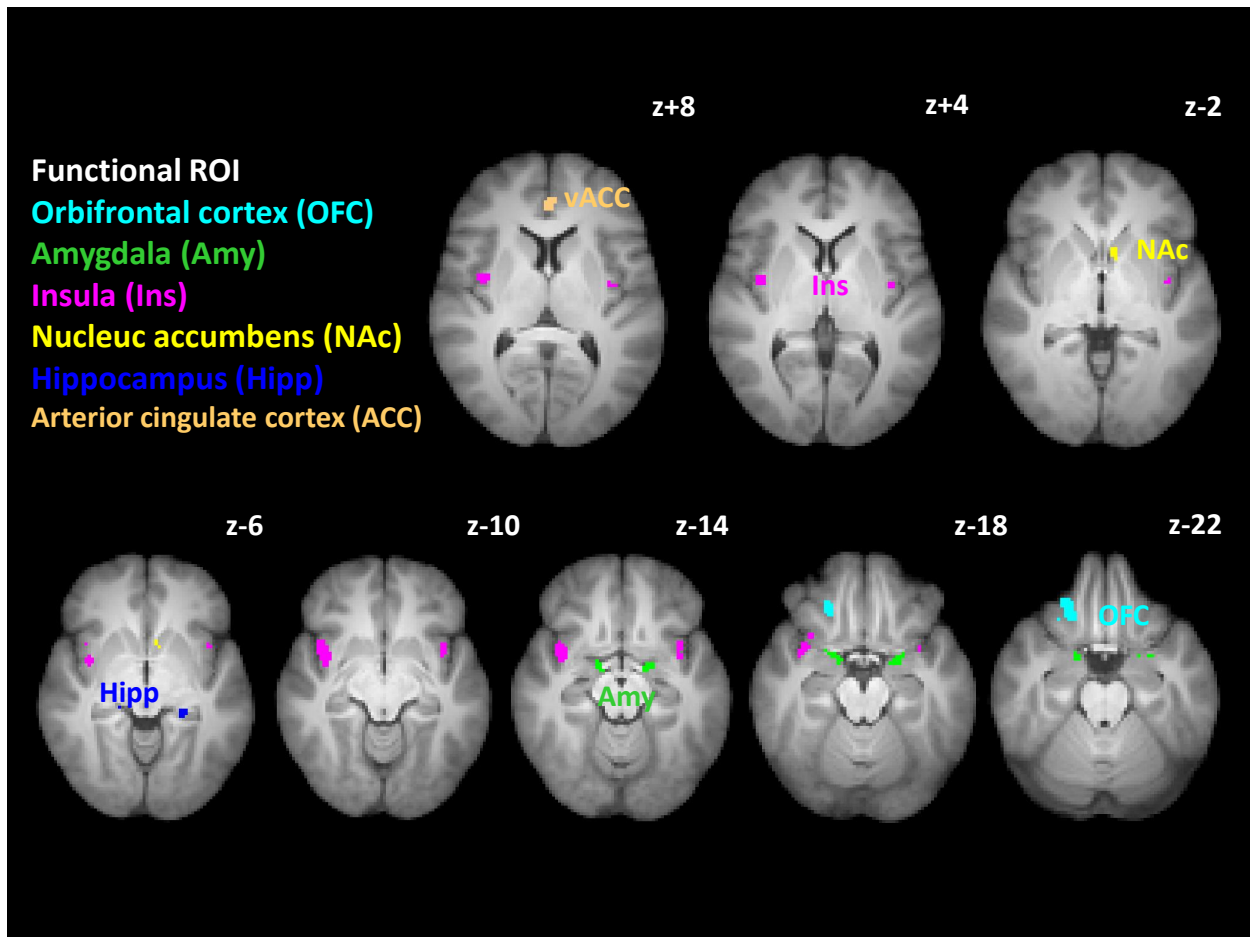 z+8
z+4
z-2
Functional ROI
Orbifrontal cortex (OFC)
Amygdala (Amy)
Insula (Ins)
Nucleuc accumbens (NAc)
Hippocampus (Hipp)
Arterior cingulate cortex (ACC)
vACC
NAc
Ins
z-6
z-10
z-14
z-18
z-22
OFC
Hipp
Amy